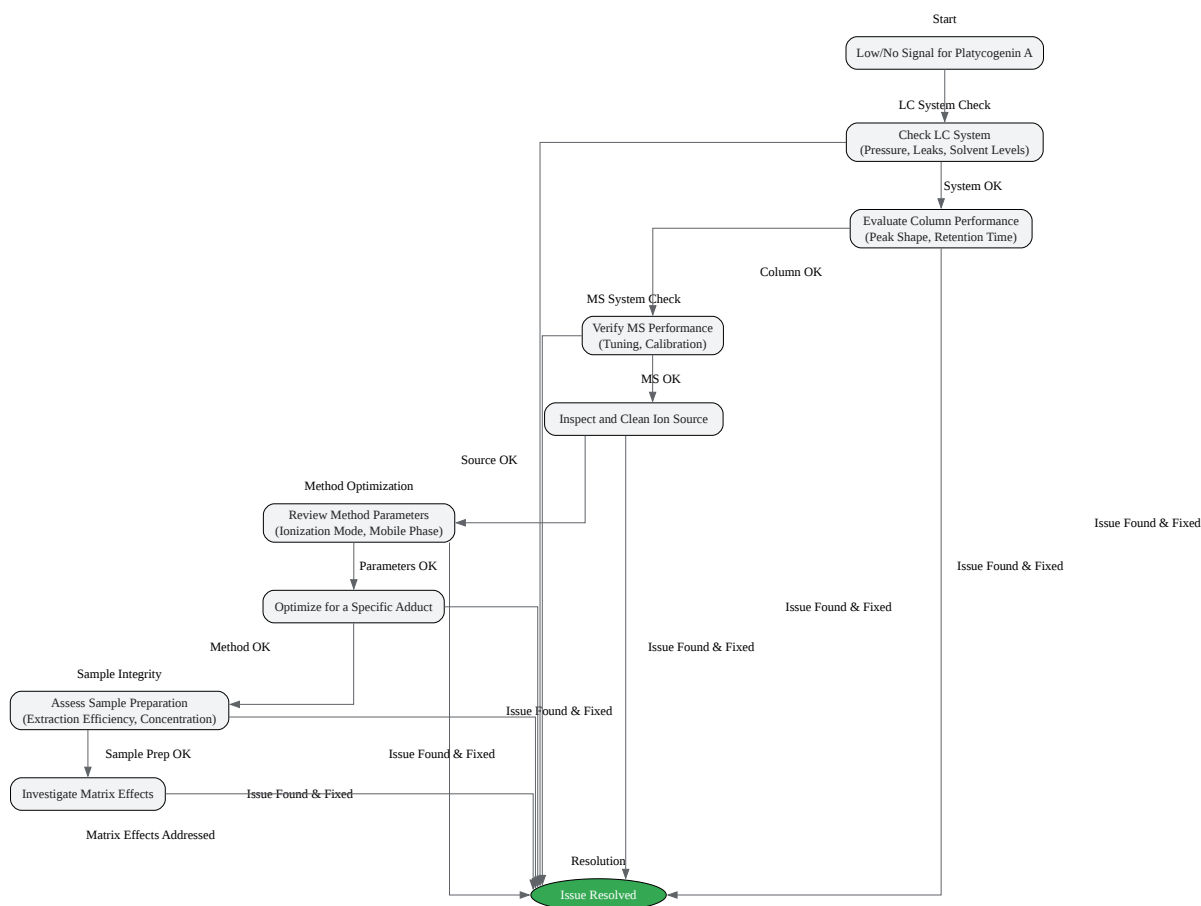 Start
Low/No Signal for Platycogenin A
LC System Check
Check LC System
(Pressure, Leaks, Solvent Levels)
System OK
Evaluate Column Performance
(Peak Shape, Retention Time)
Column OK
MS System Check
Verify MS Performance
(Tuning, Calibration)
MS OK
Inspect and Clean Ion Source
Source OK
Method Optimization
Review Method Parameters
(Ionization Mode, Mobile Phase)
Issue Found & Fixed
Parameters OK
Issue Found & Fixed
Optimize for a Specific Adduct
Issue Found & Fixed
Method OK
Issue Found & Fixed
Sample Integrity
Assess Sample Preparation
(Extraction Efficiency, Concentration)
Issue Found & Fixed
Sample Prep OK
Issue Found & Fixed
Investigate Matrix Effects
Issue Found & Fixed
Matrix Effects Addressed
Resolution
Issue Resolved